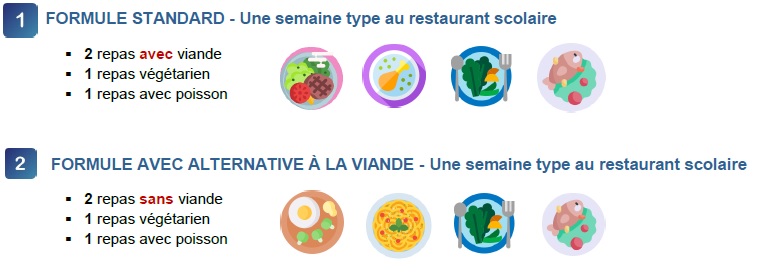 1 FORMULE STANDARD - Une semaine type au restaurant scolaire
▪ 2 repas avec viande
▪ 1 repas végétarien
▪ 1 repas avec poisson
2 FORMULE AVEC ALTERNATIVE À LA VIANDE - Une semaine type au restaurant scolaire
▪ 2 repas sans viande
▪ 1 repas végétarien
▪ 1 repas avec poisson